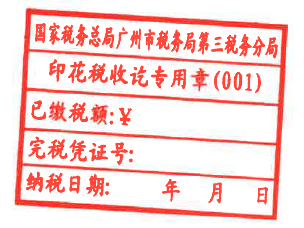 国家税务总局广州市税务局第三税务分局
印花税收讫专用章(001)
已缴税额:¥
完税凭证号:
纳税日期: 年 月 日